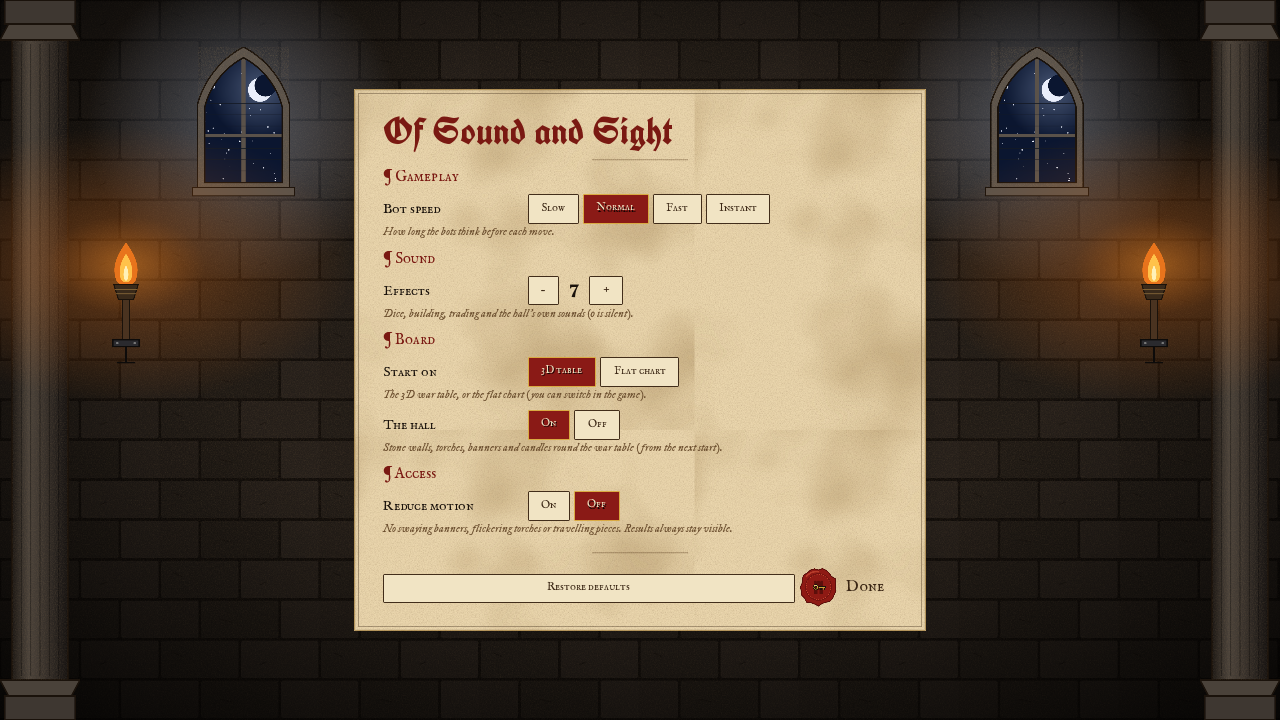 Of Sound and Sight
¶ Gameplay
Bot speed Slow Normal Fast Instant
How long the bots think before each move.
¶ Sound
Effects - 7 +
Dice, building, trading and the hall's own sounds (0 is silent).
¶ Board
Start on 3D table Flat chart
The 3D war table, or the flat chart (you can switch in the game).
The hall On Off
Stone walls, torches, banners and candles round the war table (from the next start).
¶ Access
Reduce motion On Off
No swaying banners, flickering torches or travelling pieces. Results always stay visible.
Restore defaults Done